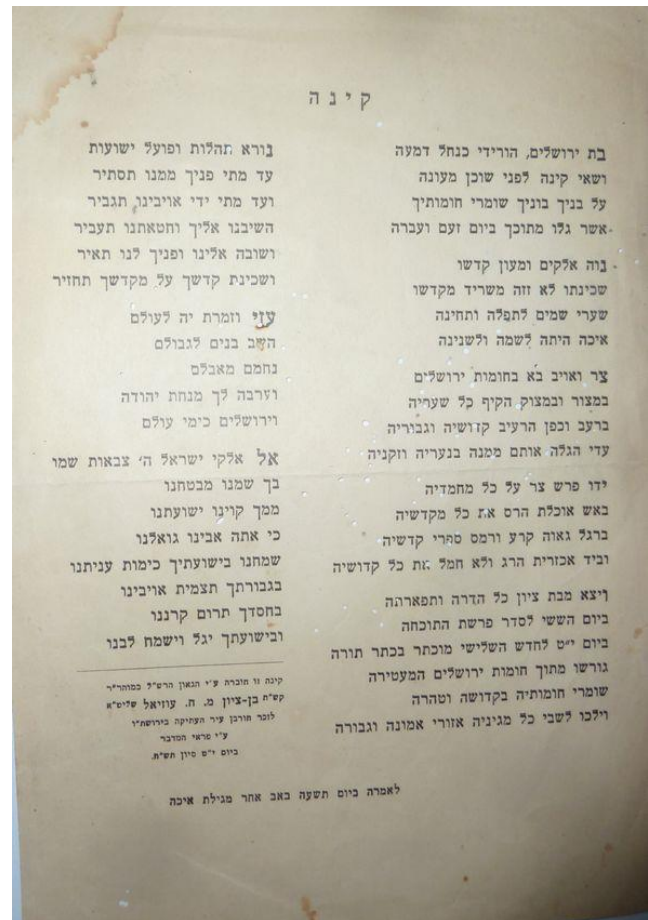 קינה
בת ירושלים, הורידי כנחל דמעה
ושאי קינה לפני שוכן מעונה
על בניך בוניך שומרי חומותיך
אשר גלו מתוכך ביום זעם ועברה
נוה אלקים ומעון קדשו
שכינתו לא זזה משריד מקדשו
שערי שמים לתפלה ותחינה
איכה היתה לשמה ולשנינה
צר ואויב בא בחומות ירושלים
במצור ובמצוק הקיף כל שעריה
ברעב וכפן הרעיב קדושיה וגבוריה
עדי הגלה אותם ממנה בנעריה וזקניה
ידו פרש צר על כל מחמדיה
באש אוכלת הרס את כל מקדשיה
ברגל גאוה קרע ורמס ספרי קדשיה
וביד אכזרית הרג ולא חמל את כל קדושיה
ויצא מבת ציון כל הדרה ותפארתה
ביום הששי לסדר פרשת התוכחה
ביום י״ט לחדש השלישי מוכתר בכתר תורה
גורשו מתוך חומות ירושלים המעטירה
שומרי חומותיה בקדושה וטהרה
וילכו לשבי כל מגיניה אזורי אמונה וגבורה
נורא תהלות ופועל ישועות
עד מתי פניך ממנו תסתיר
ועד מתי ידי אויבינו תגביר
השיבנו אליך וחטאתנו תעביר
ושובה אלינו ופניך לנו תאיר
ושכינת קדשך על מקדשך תחזיר
עזי וזמרת יה לעולם
השב בנים לגבולם
נחמם מאבלם
וערבה לך מנחת יהודה
וירושלים כימי עולם
אל אלקי ישראל ה׳ צבאות שמו
בך שמנו מבטחנו
ממך קוינו ישועתנו
כי אתה אבינו גואלנו
שמחנו בישועתיך כימות עניתנו
בגבורתך תצמית אויבינו
בחסדך תרום קרננו
ובישועתך יגל וישמח לבנו
קינה זו חוברה ע״י הגאון הרש״ל כמוהר״ר
קש״ת בן-ציון מ. ח. עוזיאל שליט״א
לזכר חורבן עיר העתיקה בירושת״ו
ע״י פראי המדבר
ביום י״ט סיון תש״ח.
לאמרה ביום תשעה באב אחר מגילת איכה